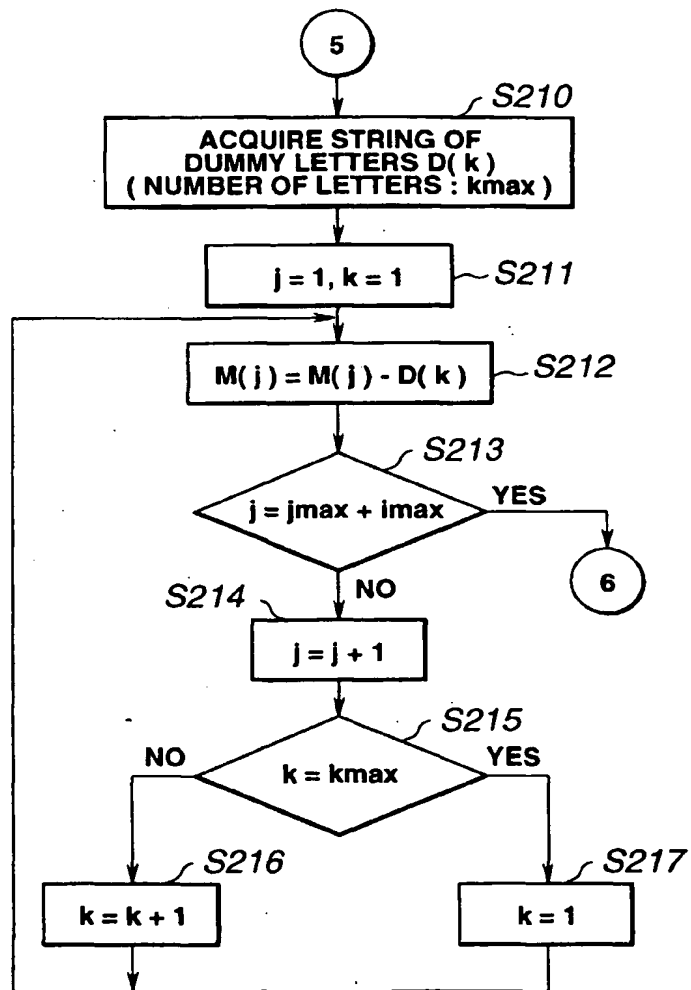 5
S210
ACQUIRE STRING OF
DUMMY LETTERS D( k )
( NUMBER OF LETTERS : kmax )
j = 1, k = 1
S211
M( j ) = M( j ) - D( k )
S212
S213
j = jmax + imax
YES
6
NO
S214
j = j + 1
S215
NO
k = kmax
YES
S216
S217
k = k + 1
k = 1